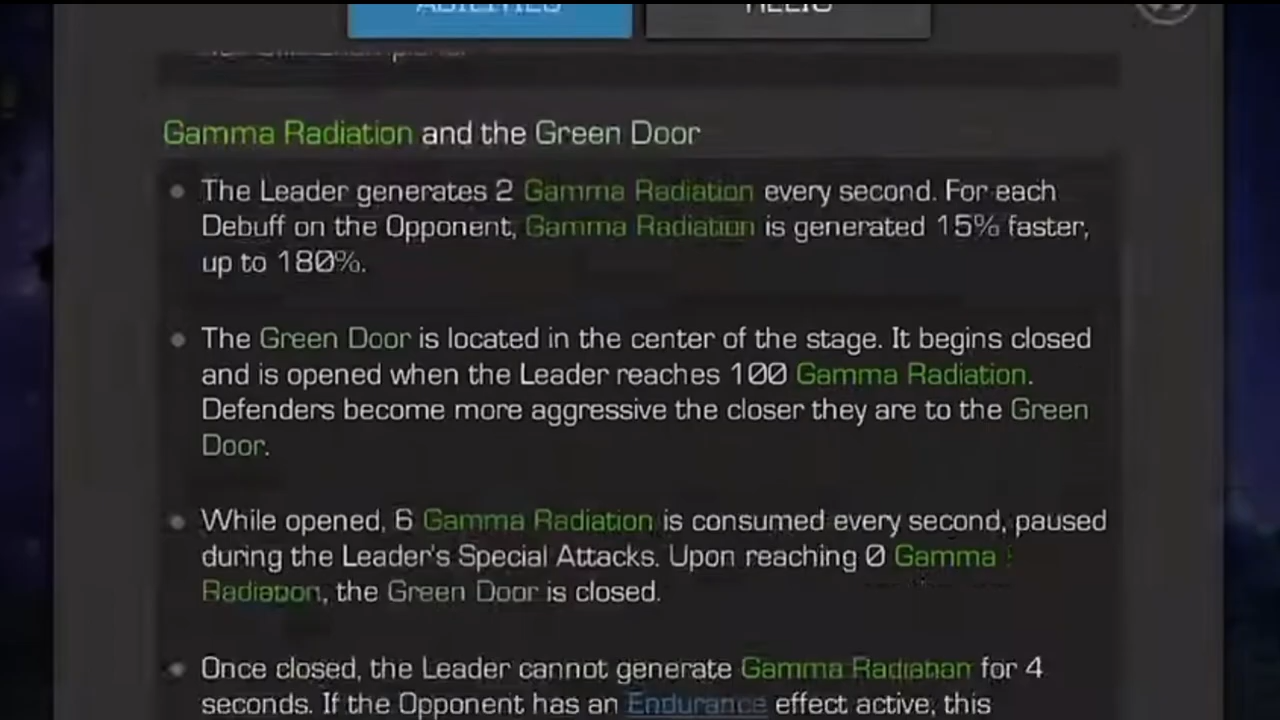 ABILITIES RELIC
Gamma Radiation and the Green Door
The Leader generates 2 Gamma Radiation every second. For each
Debuff on the Opponent, Gamma Radiation is generated 15% faster,
up to 180%.
The Green Door is located in the center of the stage. It begins closed
and is opened when the Leader reaches 100 Gamma Radiation.
Defenders become more aggressive the closer they are to the Green
Door.
While opened, 6 Gamma Radiation is consumed every second, paused
during the Leader's Special Attacks. Upon reaching 0 Gamma
Radiation, the Green Door is closed.
Once closed, the Leader cannot generate Gamma Radiation for 4
seconds. If the Opponent has an Endurance effect active, this